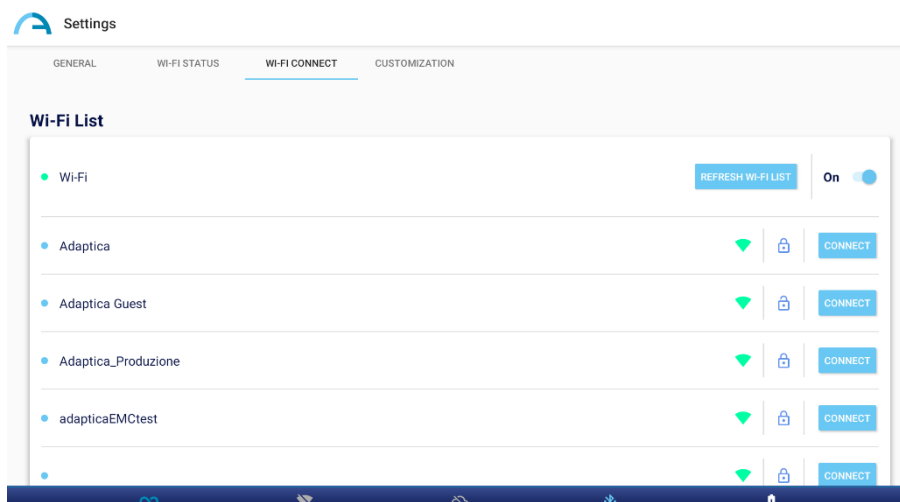 Settings
GENERAL WI-FI STATUS WI-FI CONNECT CUSTOMIZATION
Wi-Fi List
Wi-Fi REFRESH WI-FI LIST On
Adaptica CONNECT
Adaptica Guest CONNECT
Adaptica_Produzione CONNECT
adapticaEMCtest CONNECT
CONNECT